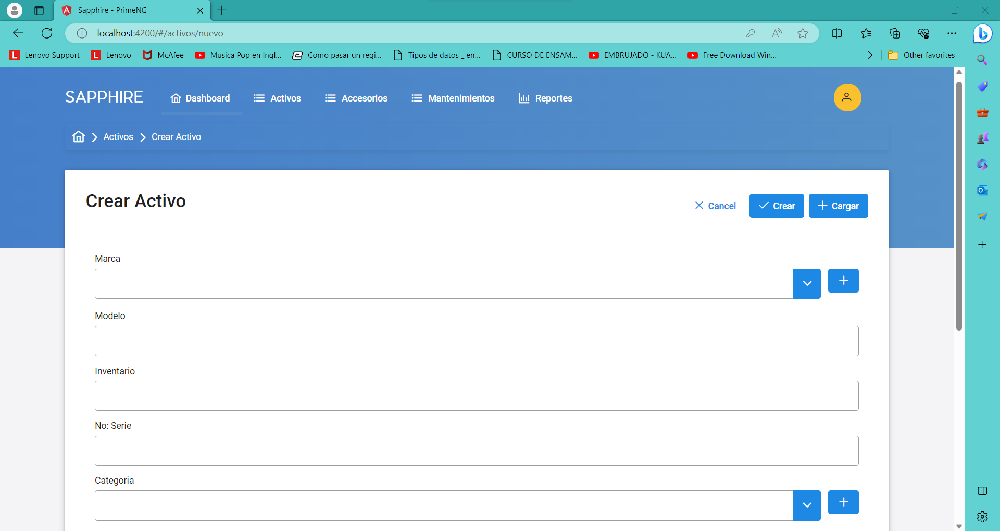 Sapphire - PrimeNG
localhost:4200/#/activos/nuevo
Lenovo Support Lenovo McAfee Musica Pop en Ingl... Como pasar un regi... Tipos de datos _ en... CURSO DE ENSAM... EMBRUJADO - KUA... Free Download Win... Other favorites
SAPPHIRE Dashboard Activos Accesorios Mantenimientos Reportes
Activos Crear Activo
Crear Activo
Cancel Crear Cargar
Marca
Modelo
Inventario
No: Serie
Categoria